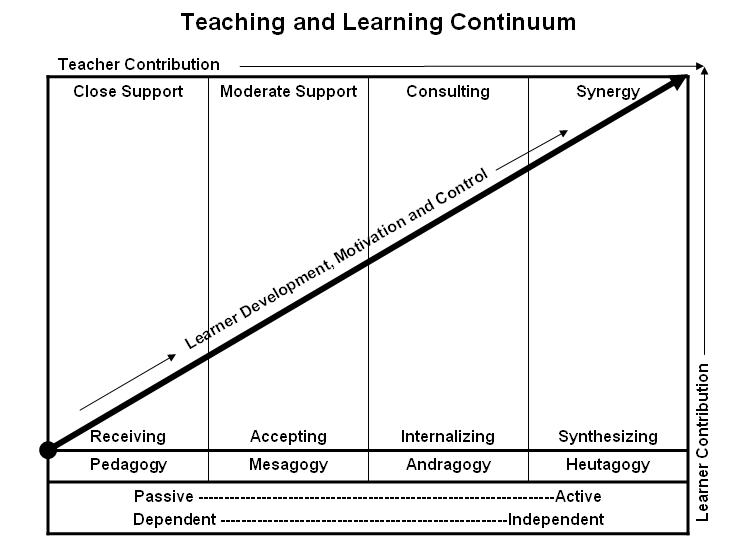 Teaching and Learning Continuum
Teacher Contribution
Close Support
Moderate Support
Consulting
Synergy
Learner Development, Motivation and Control
Learner Contribution
Receiving
Accepting
Internalizing
Synthesizing
Pedagogy
Mesagogy
Andragogy
Heutagogy
Passive ---------------------------------------------------------------------Active
Dependent --------------------------------------------------------Independent